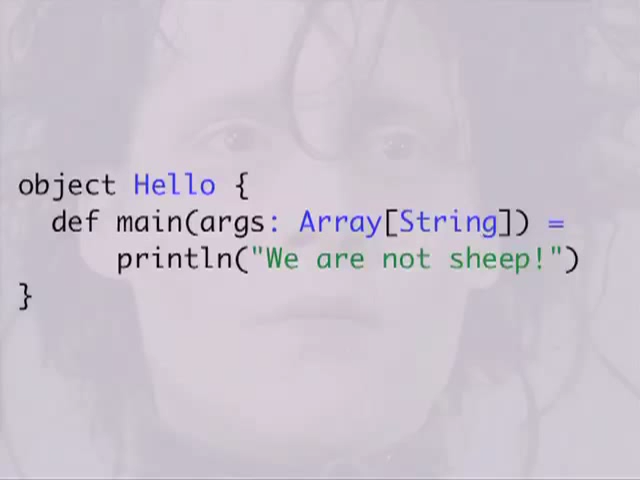 object Hello {
  def main(args: Array[String]) =
      println("We are not sheep!")
}